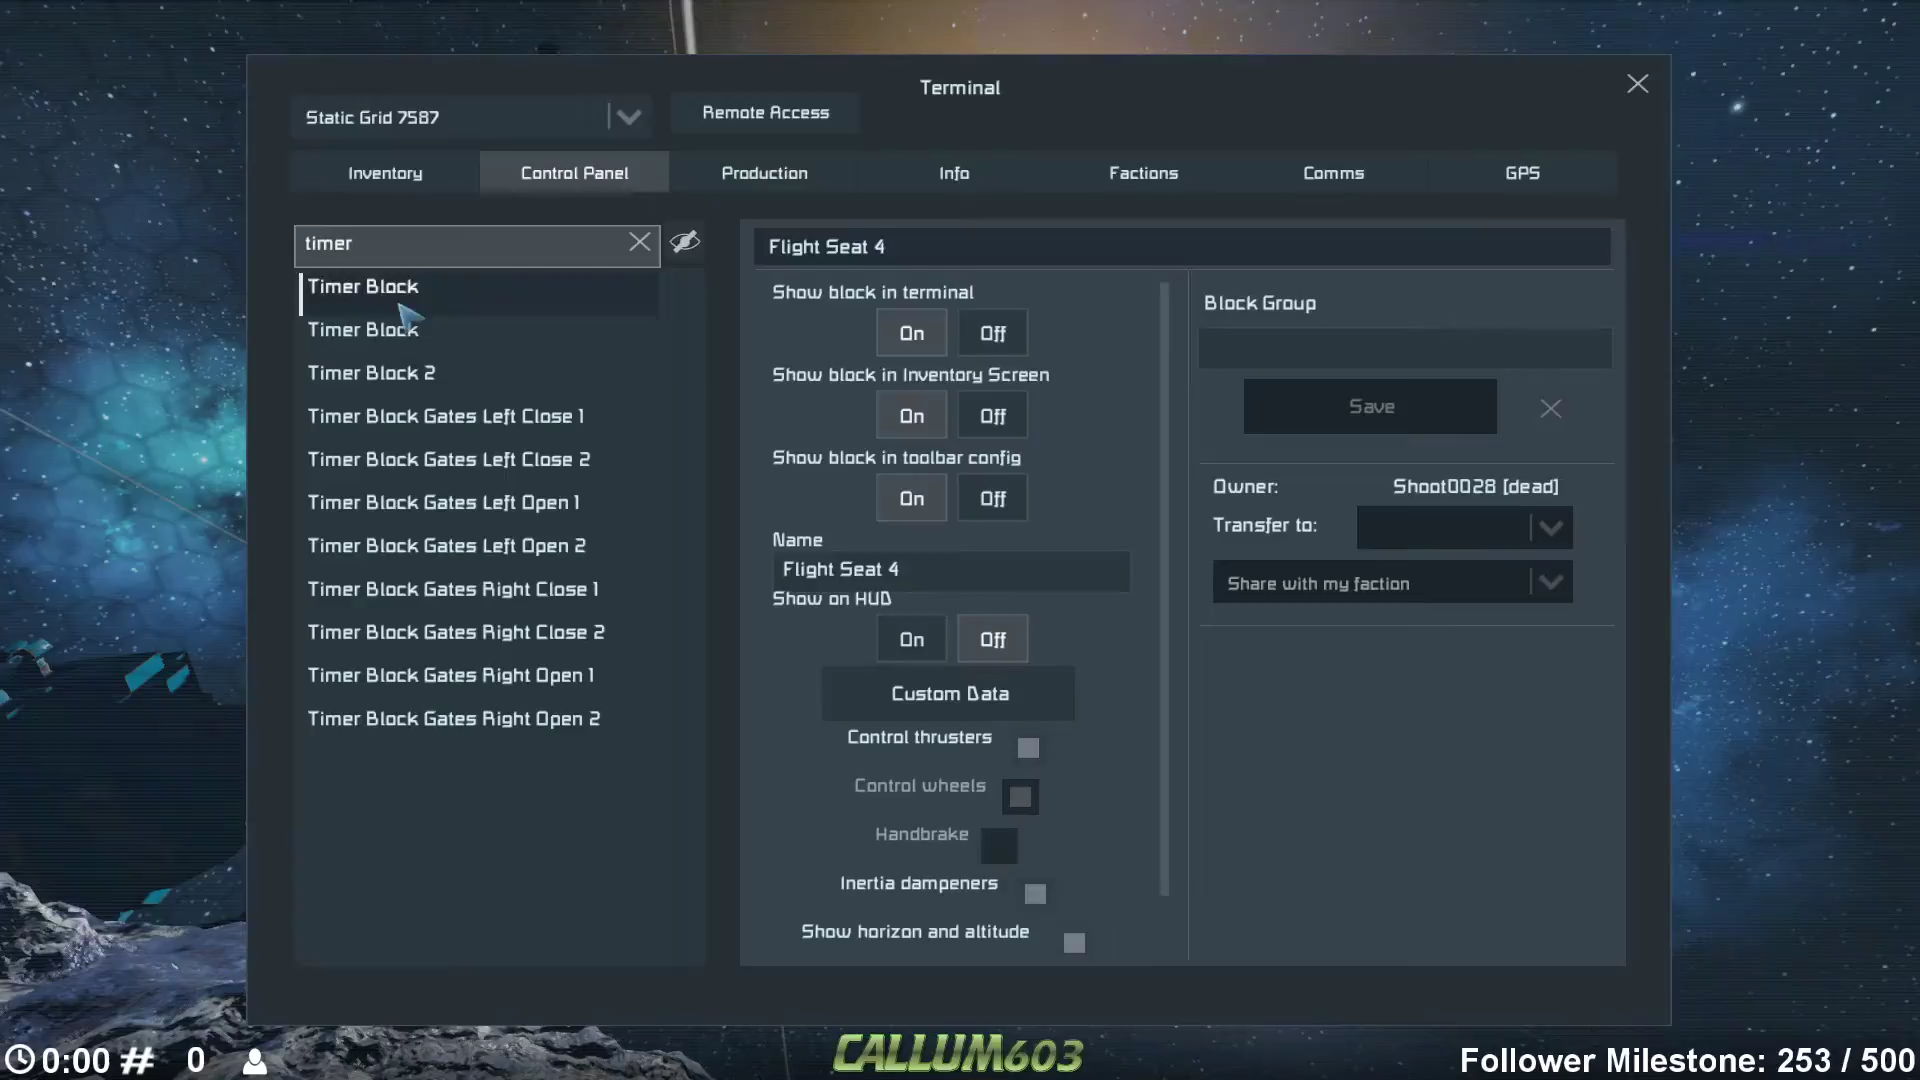 Terminal
Static Grid 7587
Remote Access
Inventory
Control Panel
Production
Info
Factions
Comms
GPS
timer
Timer Block
Timer Block
Timer Block 2
Timer Block Gates Left Close 1
Timer Block Gates Left Close 2
Timer Block Gates Left Open 1
Timer Block Gates Left Open 2
Timer Block Gates Right Close 1
Timer Block Gates Right Close 2
Timer Block Gates Right Open 1
Timer Block Gates Right Open 2
Flight Seat 4
Show block in terminal
On Off
Show block in Inventory Screen
On Off
Show block in toolbar config
On Off
Name
Flight Seat 4
Show on HUD
On Off
Custom Data
Control thrusters
Control wheels
Handbrake
Inertia dampeners
Show horizon and altitude
Block Group
Save
Owner: Shoot0028 [dead]
Transfer to:
Share with my faction
0:00 # 0
CALLUM603
Follower Milestone: 253 / 500